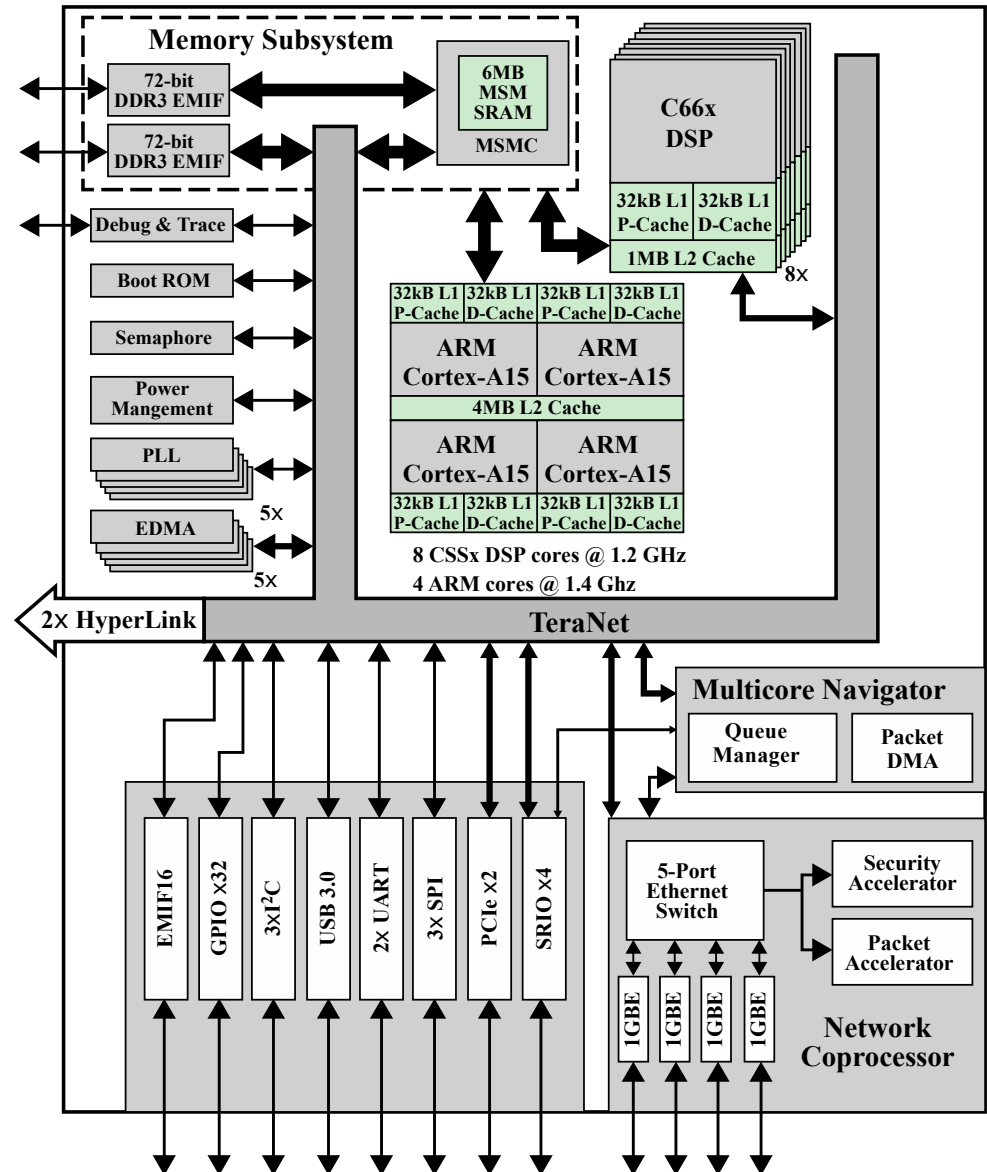 Memory Subsystem
72-bit
DDR3 EMIF
72-bit
DDR3 EMIF
6MB
MSM
SRAM
MSMC
C66x
DSP
32kB L1
P-Cache
32kB L1
D-Cache
1MB L2 Cache
8x
Debug & Trace
Boot ROM
Semaphore
Power
Mangement
PLL
5x
EDMA
5x
32kB L1
P-Cache
32kB L1
D-Cache
32kB L1
P-Cache
32kB L1
D-Cache
ARM
Cortex-A15
ARM
Cortex-A15
4MB L2 Cache
ARM
Cortex-A15
ARM
Cortex-A15
32kB L1
P-Cache
32kB L1
D-Cache
32kB L1
P-Cache
32kB L1
D-Cache
8 CSSx DSP cores @ 1.2 GHz
4 ARM cores @ 1.4 Ghz
2x HyperLink
TeraNet
Multicore Navigator
Queue
Manager
Packet
DMA
EMIF16
GPIO x32
3xI²C
USB 3.0
2x UART
3x SPI
PCIe x2
SRIO x4
5-Port
Ethernet
Switch
Security
Accelerator
Packet
Accelerator
1GBE
1GBE
1GBE
1GBE
Network
Coprocessor